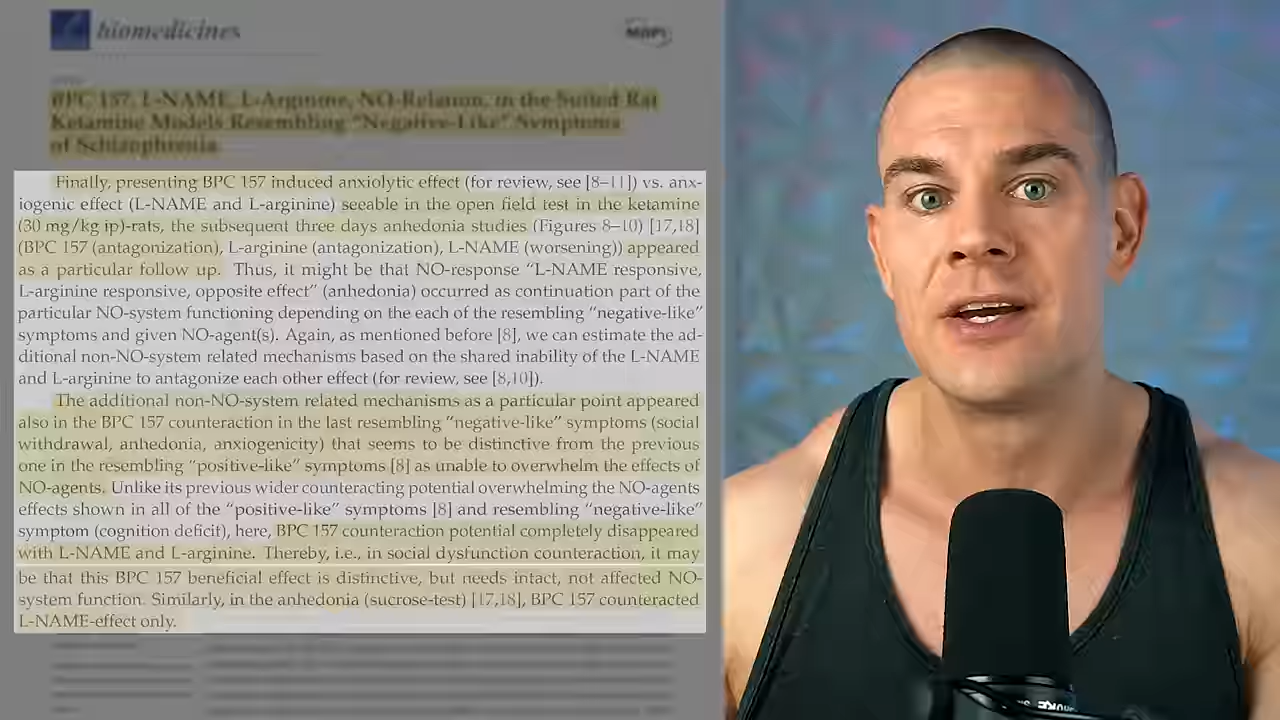 biomedicines
MDPI
BPC 157, L-NAME, L-Arginine, NO-Relation, in the Suited Rat
Ketamine Models Resembling “Negative-Like” Symptoms
of Schizophrenia
Finally, presenting BPC 157 induced anxiolytic effect (for review, see [8–11]) vs. anx-
iogenic effect (L-NAME and L-arginine) seeable in the open field test in the ketamine
(30 mg/kg ip)-rats, the subsequent three days anhedonia studies (Figures 8–10) [17,18]
(BPC 157 (antagonization), L-arginine (antagonization), L-NAME (worsening)) appeared
as a particular follow up. Thus, it might be that NO-response “L-NAME responsive,
L-arginine responsive, opposite effect” (anhedonia) occurred as continuation part of the
particular NO-system functioning depending on the each of the resembling “negative-like”
symptoms and given NO-agent(s). Again, as mentioned before [8], we can estimate the ad-
ditional non-NO-system related mechanisms based on the shared inability of the L-NAME
and L-arginine to antagonize each other effect (for review, see [8,10]).
The additional non-NO-system related mechanisms as a particular point appeared
also in the BPC 157 counteraction in the last resembling “negative-like” symptoms (social
withdrawal, anhedonia, anxiogenicity) that seems to be distinctive from the previous
one in the resembling “positive-like” symptoms [8] as unable to overwhelm the effects of
NO-agents. Unlike its previous wider counteracting potential overwhelming the NO-agents
effects shown in all of the “positive-like” symptoms [8] and resembling “negative-like”
symptom (cognition deficit), here, BPC 157 counteraction potential completely disappeared
with L-NAME and L-arginine. Thereby, i.e., in social dysfunction counteraction, it may
be that this BPC 157 beneficial effect is distinctive, but needs intact, not affected NO-
system function. Similarly, in the anhedonia (sucrose-test) [17,18], BPC 157 counteracted
L-NAME-effect only.